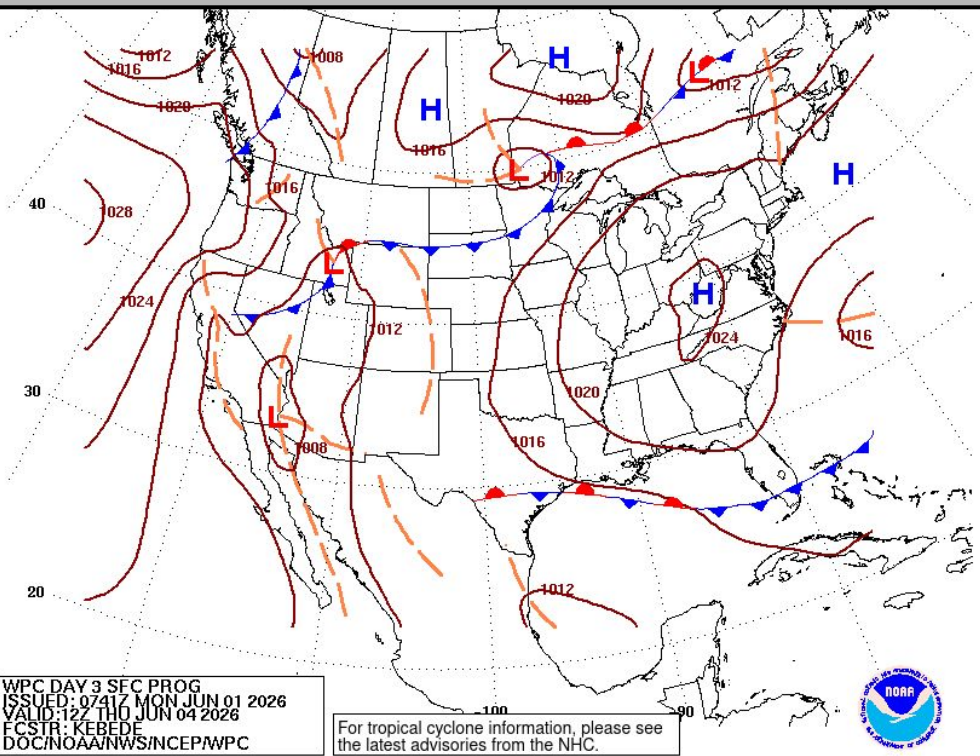 1012
1008
H
L
1016
1012
1020
1020
H
1016
L
1012
H
1016
40
1028
L
H
1024
1012
1016
1024
30
1020
L
1016
1008
20
1012
WPC DAY 3 SFC PROG
ISSUED: 0741Z MON JUN 01 2026
VALID: 12Z THU JUN 04 2026
FCSTR: KEBEDE
DOC/NOAA/NWS/NCEP/WPC
-100
-90
For tropical cyclone information, please see
the latest advisories from the NHC.
NOAA